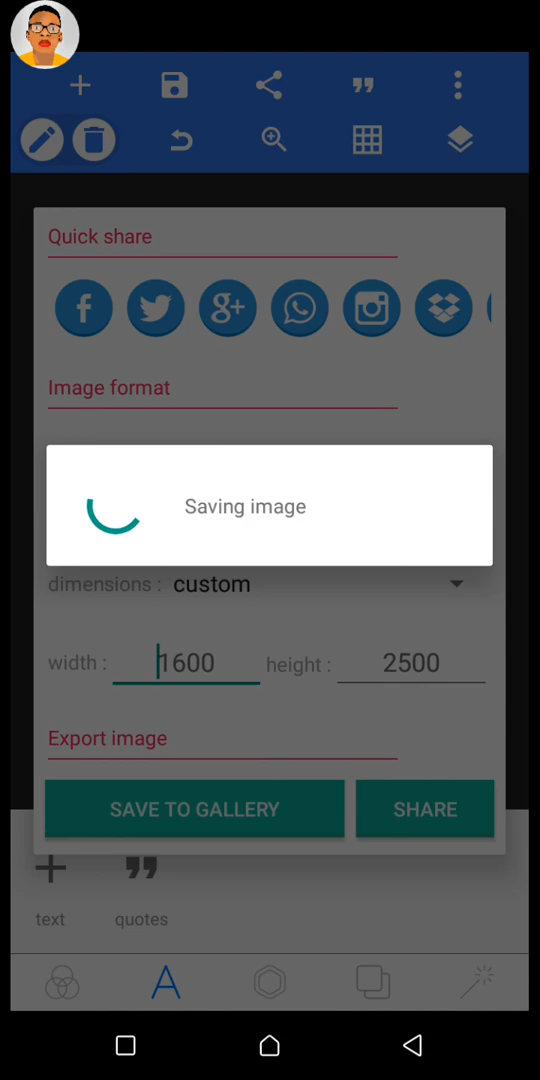 Quick share
Image format
Saving image
dimensions : custom
width : 1600 height : 2500
Export image
SAVE TO GALLERY SHARE
text quotes